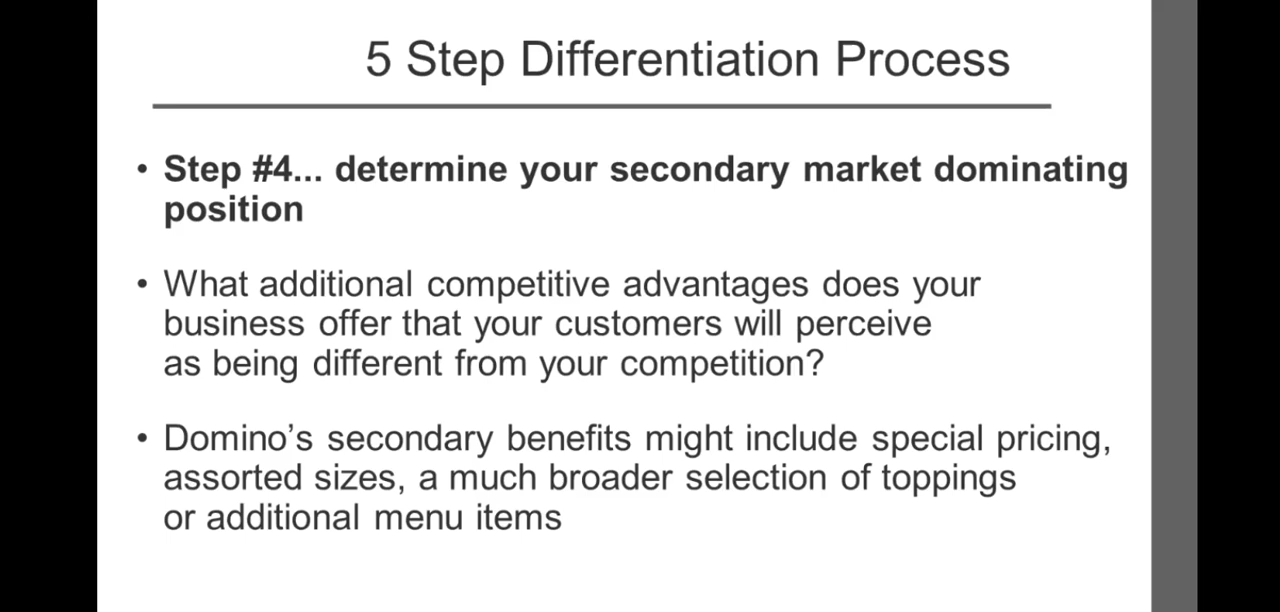 5 Step Differentiation Process
• Step #4... determine your secondary market dominating
position
• What additional competitive advantages does your
business offer that your customers will perceive
as being different from your competition?
• Domino’s secondary benefits might include special pricing,
assorted sizes, a much broader selection of toppings
or additional menu items